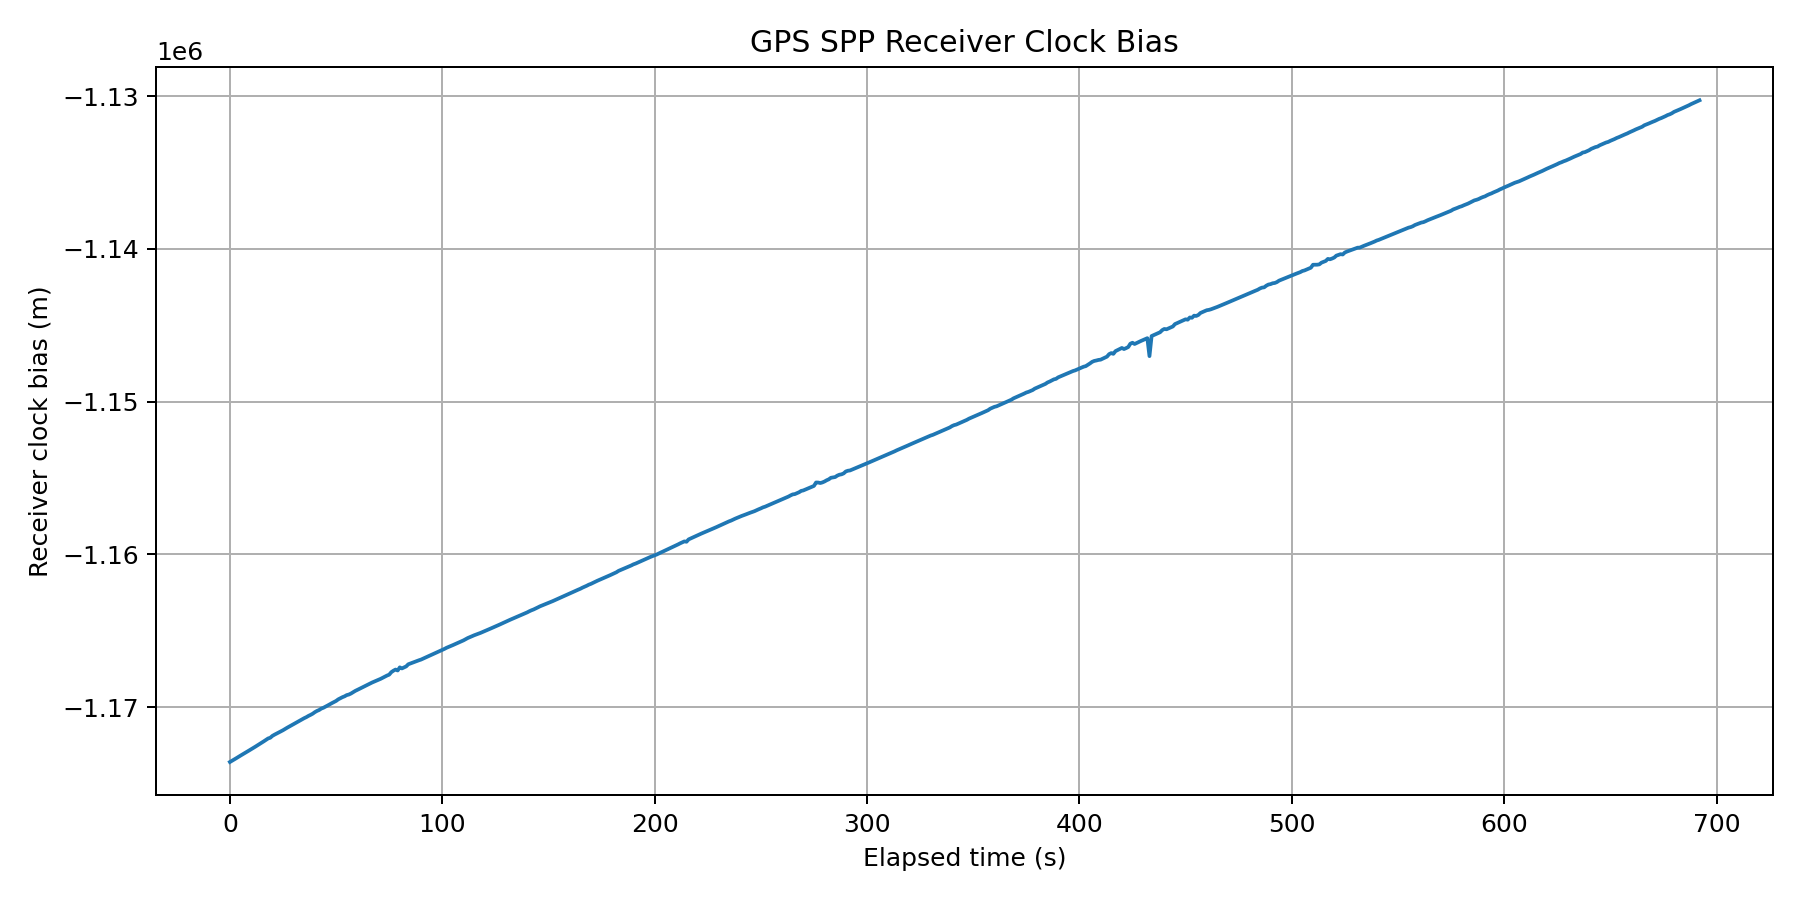 GPS SPP Receiver Clock Bias
1e6
−1.13
−1.14
−1.15
−1.16
−1.17
Receiver clock bias (m)
0 100 200 300 400 500 600 700
Elapsed time (s)